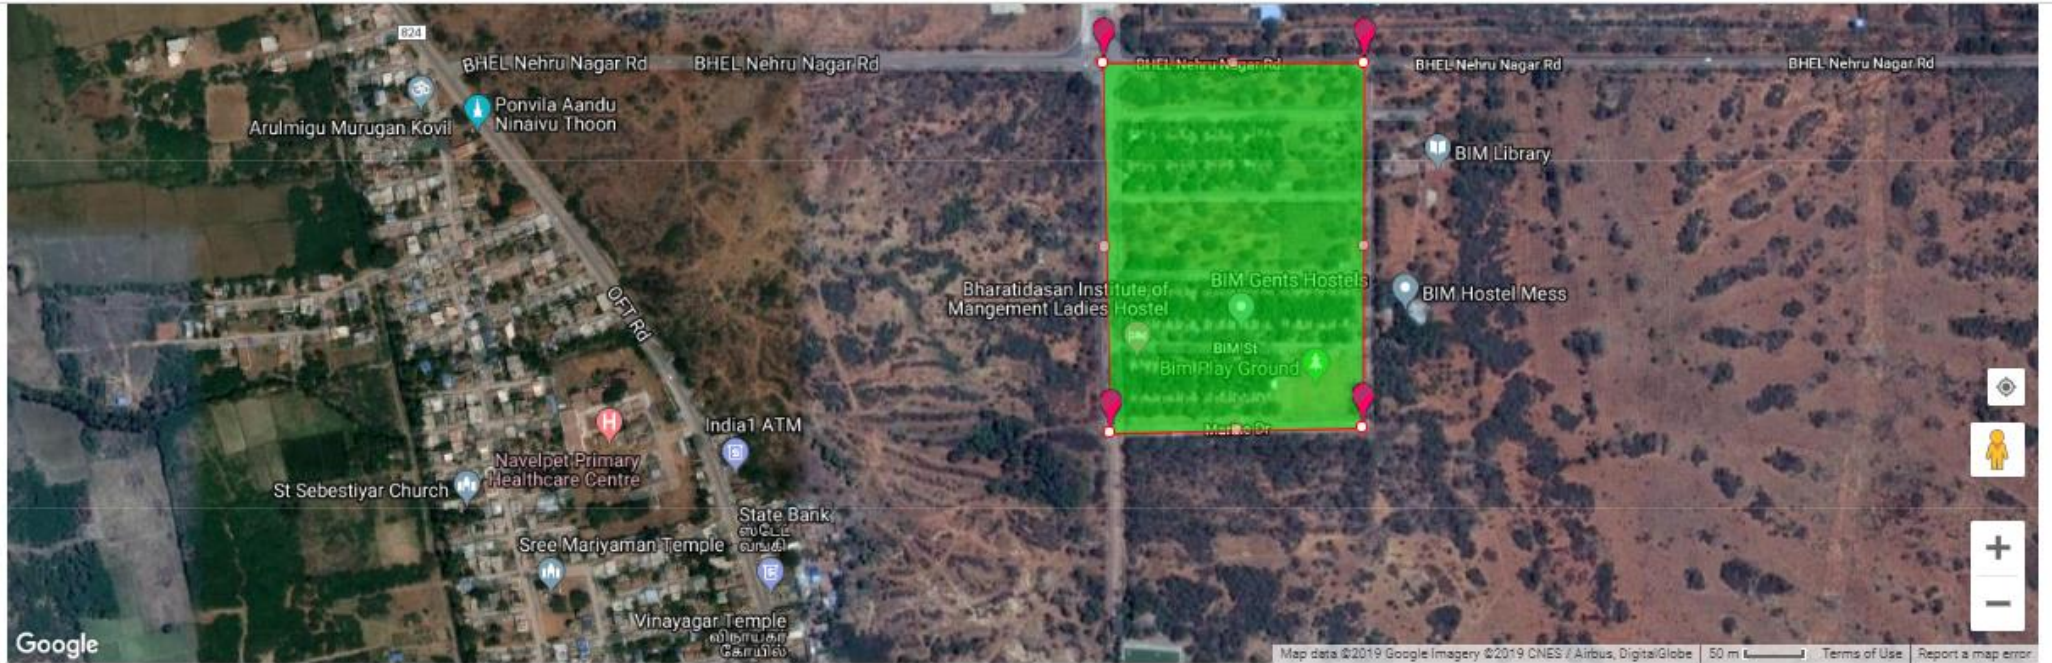 824
BHEL Nehru Nagar Rd
BHEL Nehru Nagar Rd
BHEL Nehru Nagar Rd
BHEL Nehru Nagar Rd
BHEL Nehru Nagar Rd
Ponvila Aandu
Ninaivu Thoon
Arulmigu Murugan Kovil
BIM Library
OFT Rd
Bharatidasan Institute of
Mangement Ladies Hostel
BIM Gents Hostels
BIM Hostel Mess
BIM St
Bim Play Ground
H
India1 ATM
Navelpet Primary
Healthcare Centre
St Sebestiyar Church
State Bank
ஸ்டேட்
வங்கி
Sree Mariyaman Temple
Vinayagar Temple
விநாயகர்
கோயில்
Google
Map data ©2019 Google Imagery ©2019 CNES / Airbus, DigitalGlobe
50 m
Terms of Use
Report a map error